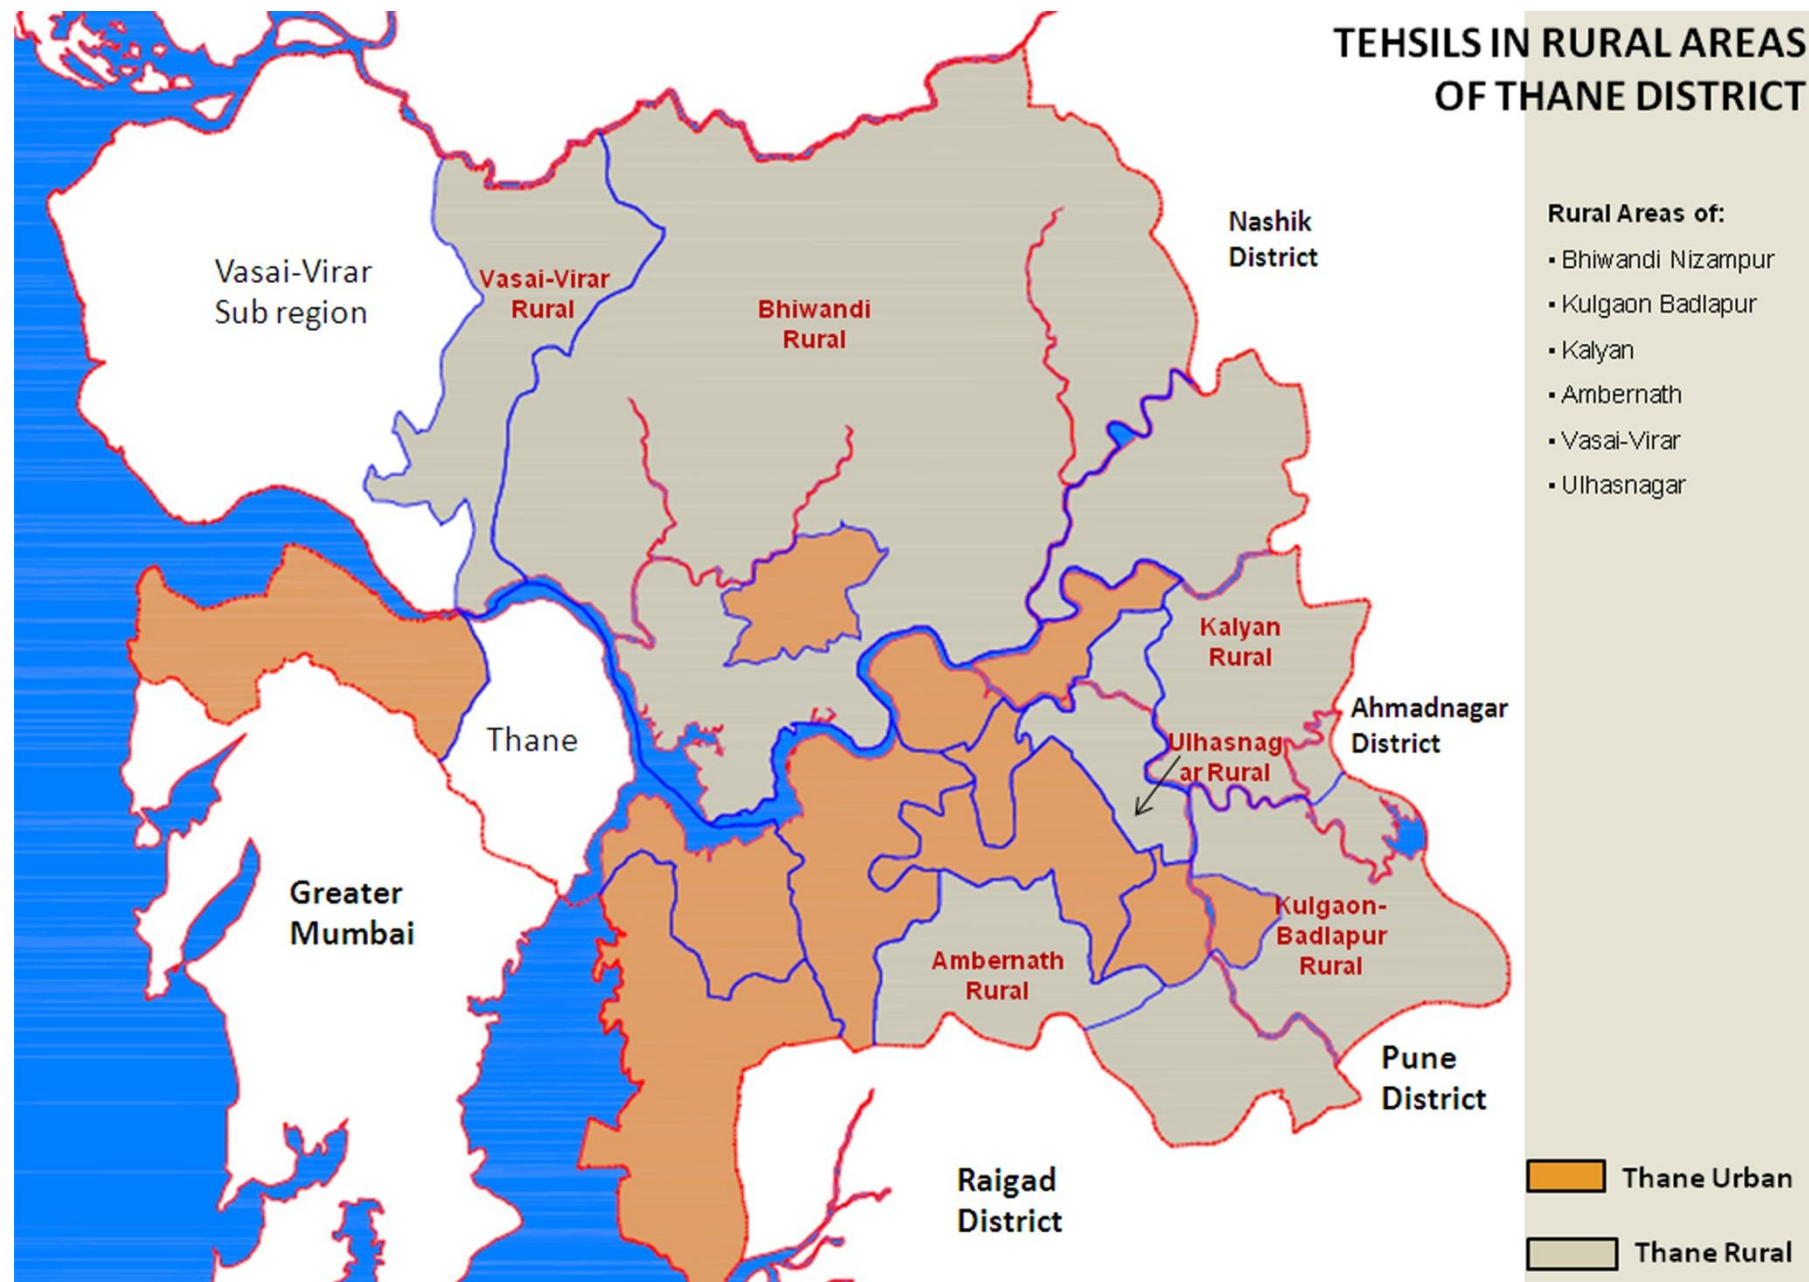 TEHSILS IN RURAL AREAS
OF THANE DISTRICT
Rural Areas of:
▪ Bhiwandi Nizampur
▪ Kulgaon Badlapur
▪ Kalyan
▪ Ambernath
▪ Vasai-Virar
▪ Ulhasnagar
Nashik
District
Vasai-Virar
Sub region
Vasai-Virar
Rural
Bhiwandi
Rural
Kalyan
Rural
Ahmadnagar
District
Thane
Ulhasnag
ar Rural
Greater
Mumbai
Kulgaon-
Badlapur
Rural
Ambernath
Rural
Pune
District
Raigad
District
Thane Urban
Thane Rural